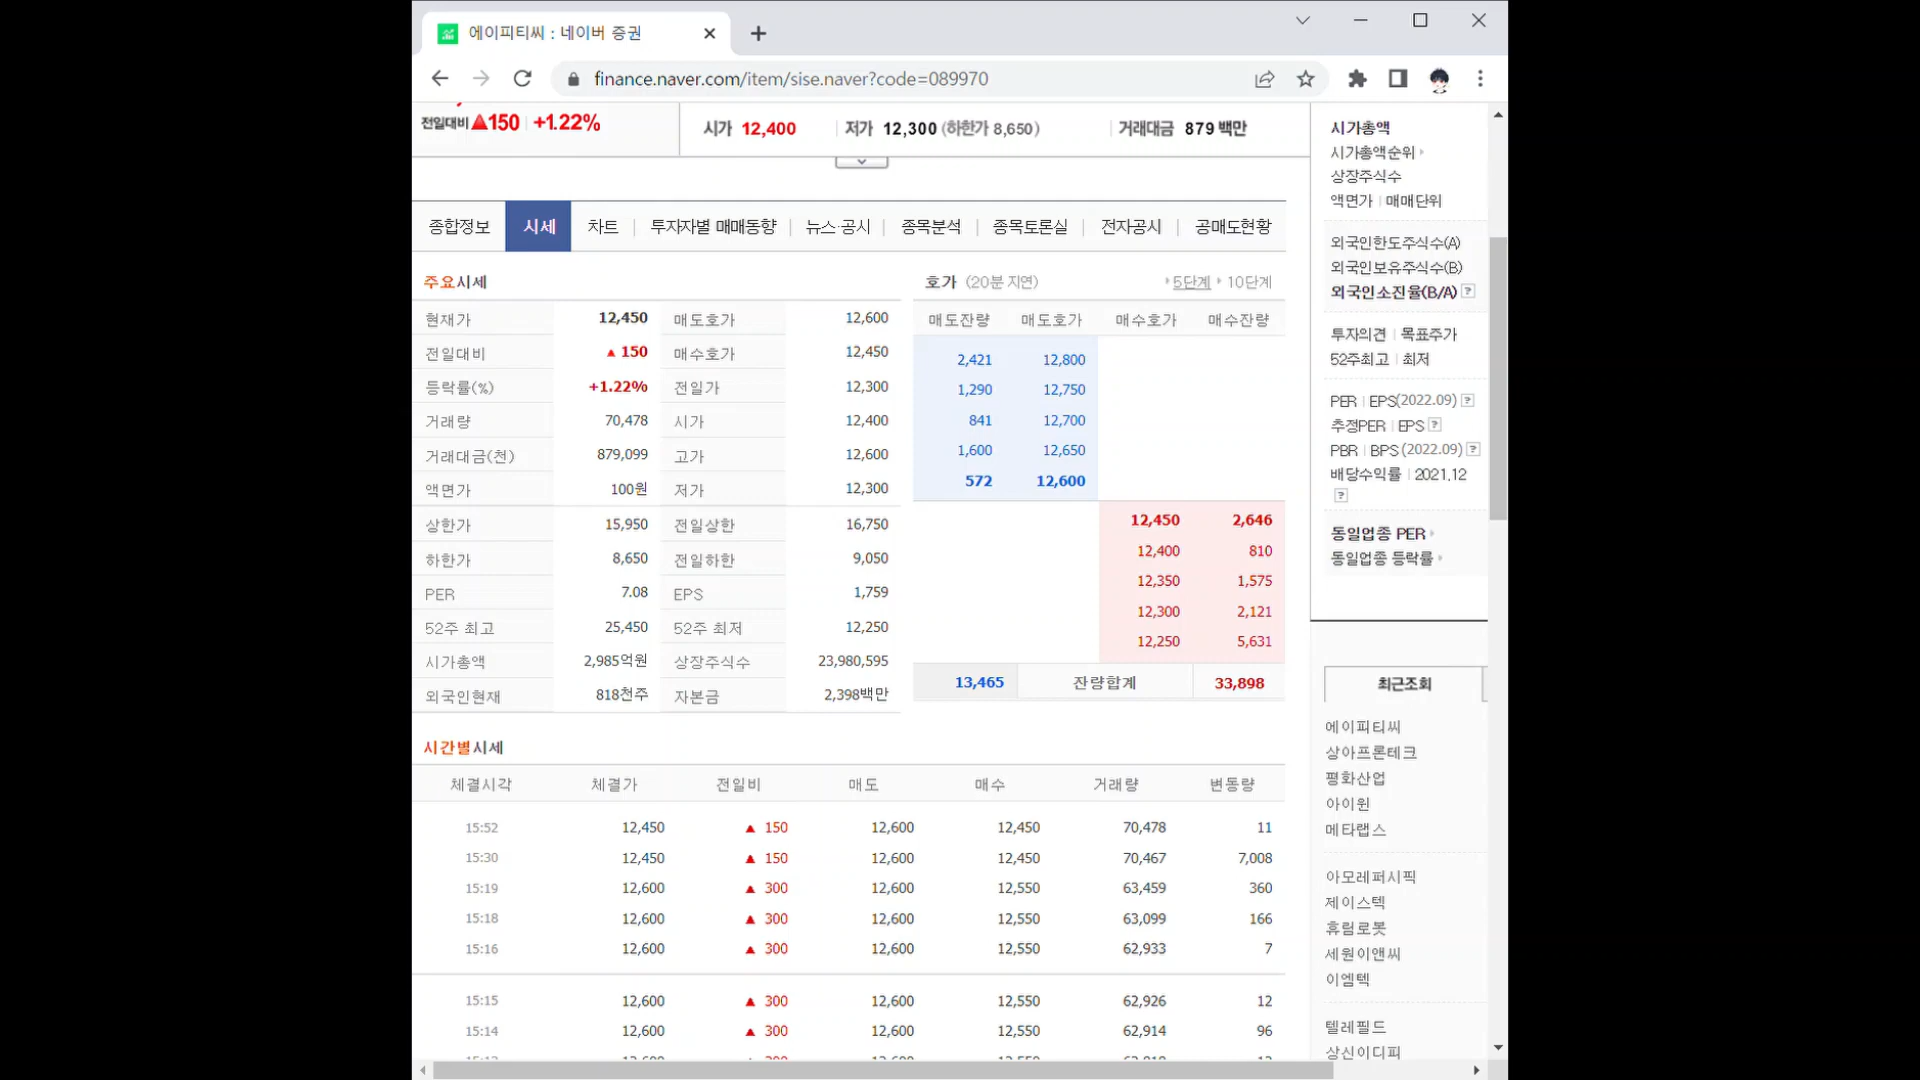 에이피티씨 : 네이버 증권
finance.naver.com/item/sise.naver?code=089970
전일대비 ▲150 +1.22%
시가 12,400 저가 12,300 (하한가 8,650) 거래대금 879 백만
종합정보 시세 차트 투자자별 매매동향 뉴스·공시 종목분석 종목토론실 전자공시 공매도현황
주요시세
현재가 12,450 매도호가 12,600
전일대비 ▲ 150 매수호가 12,450
등락률(%) +1.22% 전일가 12,300
거래량 70,478 시가 12,400
거래대금(천) 879,099 고가 12,600
액면가 100원 저가 12,300
상한가 15,950 전일상한 16,750
하한가 8,650 전일하한 9,050
PER 7.08 EPS 1,759
52주 최고 25,450 52주 최저 12,250
시가총액 2,985억원 상장주식수 23,980,595
외국인현재 818천주 자본금 2,398백만
호가 (20분 지연) 5단계 10단계
매도잔량 매도호가 매수호가 매수잔량
2,421 12,800
1,290 12,750
841 12,700
1,600 12,650
572 12,600
12,450 2,646
12,400 810
12,350 1,575
12,300 2,121
12,250 5,631
13,465 잔량합계 33,898
시간별시세
체결시각 체결가 전일비 매도 매수 거래량 변동량
15:52 12,450 ▲ 150 12,600 12,450 70,478 11
15:30 12,450 ▲ 150 12,600 12,450 70,467 7,008
15:19 12,600 ▲ 300 12,600 12,550 63,459 360
15:18 12,600 ▲ 300 12,600 12,550 63,099 166
15:16 12,600 ▲ 300 12,600 12,550 62,933 7
15:15 12,600 ▲ 300 12,600 12,550 62,926 12
15:14 12,600 ▲ 300 12,600 12,550 62,914 96
시가총액
시가총액순위
상장주식수
액면가 | 매매단위
외국인한도주식수(A)
외국인보유주식수(B)
외국인소진율(B/A) ?
투자의견 | 목표주가
52주최고 | 최저
PER | EPS(2022.09) ?
추정PER | EPS ?
PBR | BPS (2022.09) ?
배당수익률 | 2021.12
?
동일업종 PER
동일업종 등락률
최근조회
에이피티씨
상아프론테크
평화산업
아이윈
메타랩스
아모레퍼시픽
제이스텍
휴림로봇
세원이앤씨
이엠텍
텔레필드
상신이디피